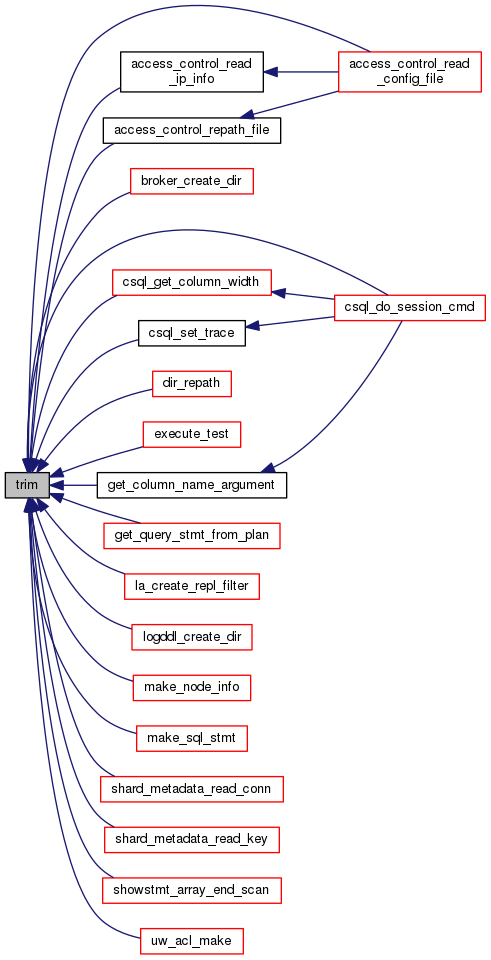 access_control_read
_ip_info
access_control_read
_config_file
access_control_repath_file
broker_create_dir
csql_get_column_width
csql_do_session_cmd
csql_set_trace
dir_repath
execute_test
trim
get_column_name_argument
get_query_stmt_from_plan
la_create_repl_filter
logddl_create_dir
make_node_info
make_sql_stmt
shard_metadata_read_conn
shard_metadata_read_key
showstmt_array_end_scan
uw_acl_make